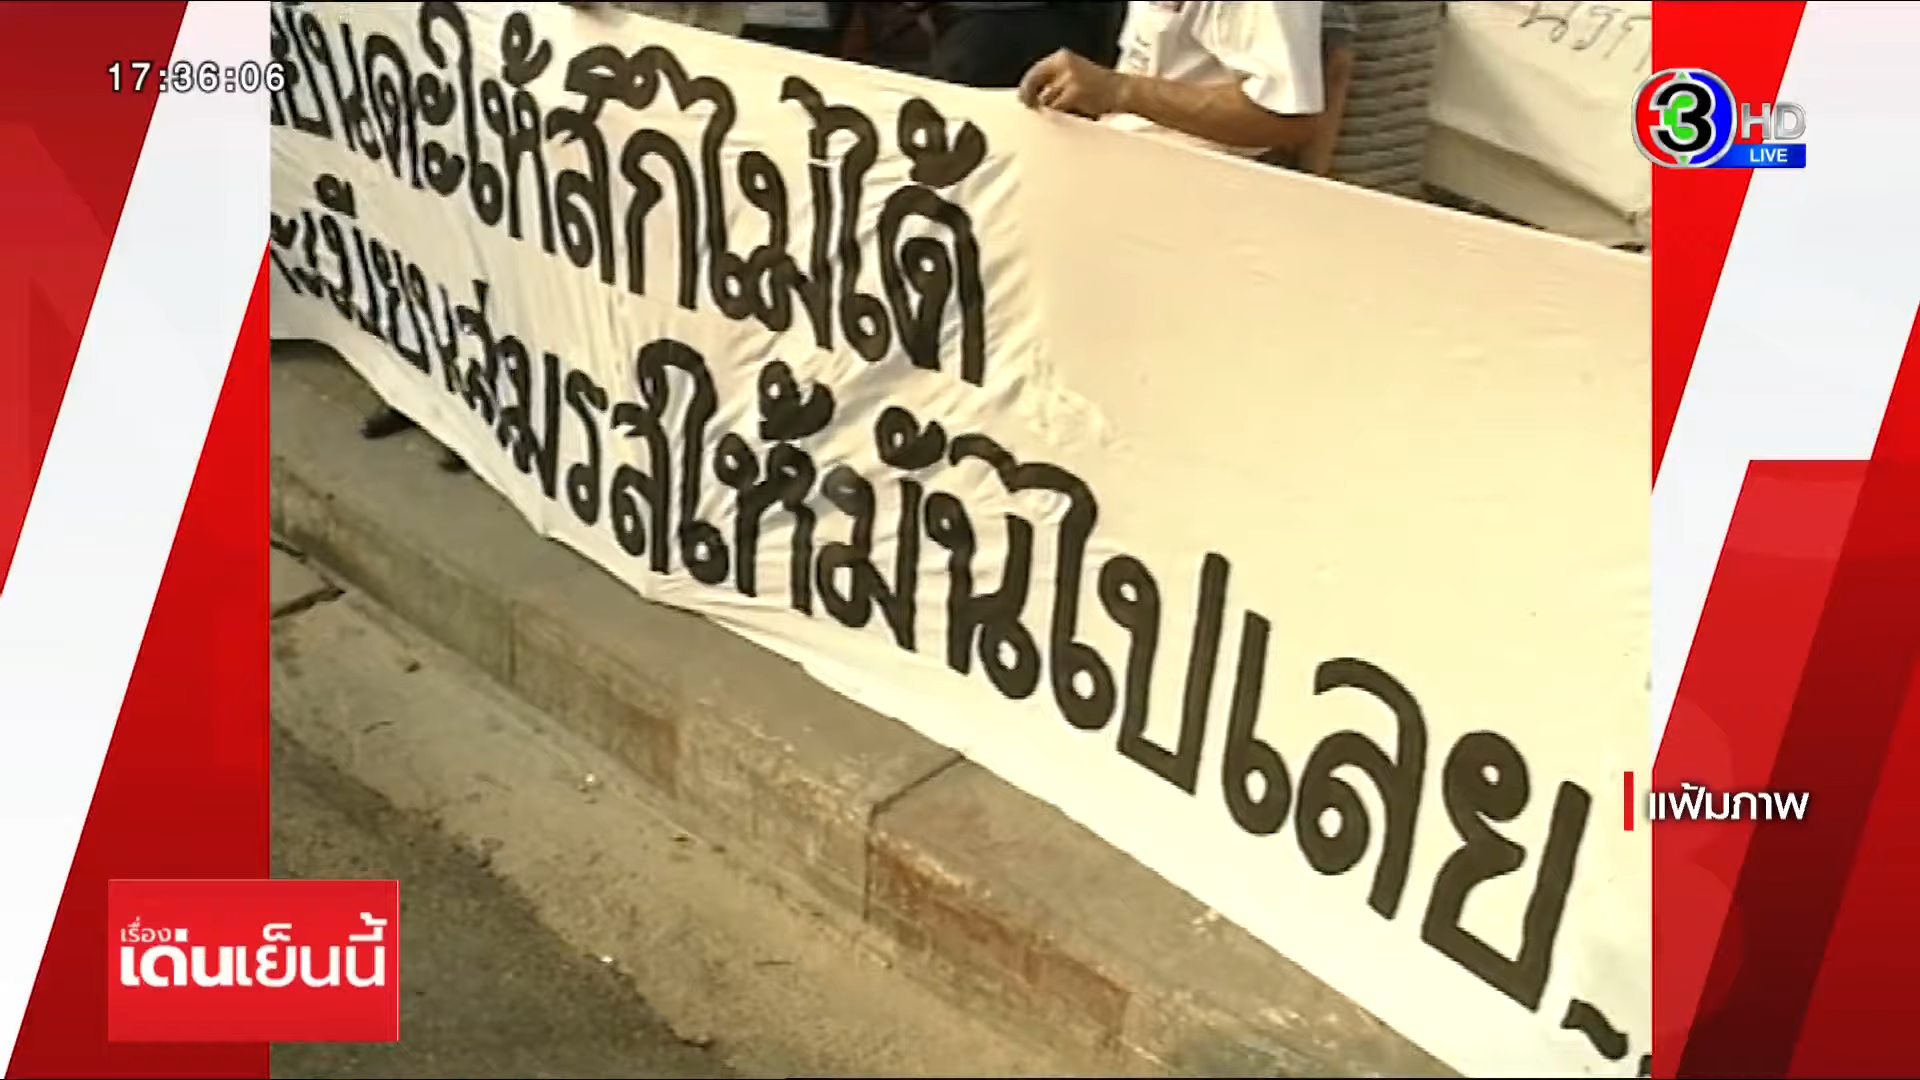 17:36:06
3 HD
LIVE
ให้สึกไม่ได้
สมรสให้มันไปเลย
แฟ้มภาพ
เรื่อง
เด่นเย็นนี้